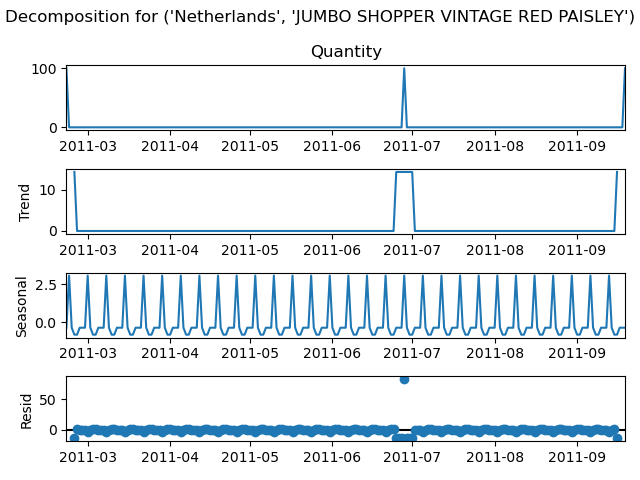 Decomposition for ('Netherlands', 'JUMBO SHOPPER VINTAGE RED PAISLEY')
Quantity
100
0
2011-03 2011-04 2011-05 2011-06 2011-07 2011-08 2011-09
Trend
10
0
2011-03 2011-04 2011-05 2011-06 2011-07 2011-08 2011-09
Seasonal
2.5
0.0
2011-03 2011-04 2011-05 2011-06 2011-07 2011-08 2011-09
Resid
50
0
2011-03 2011-04 2011-05 2011-06 2011-07 2011-08 2011-09